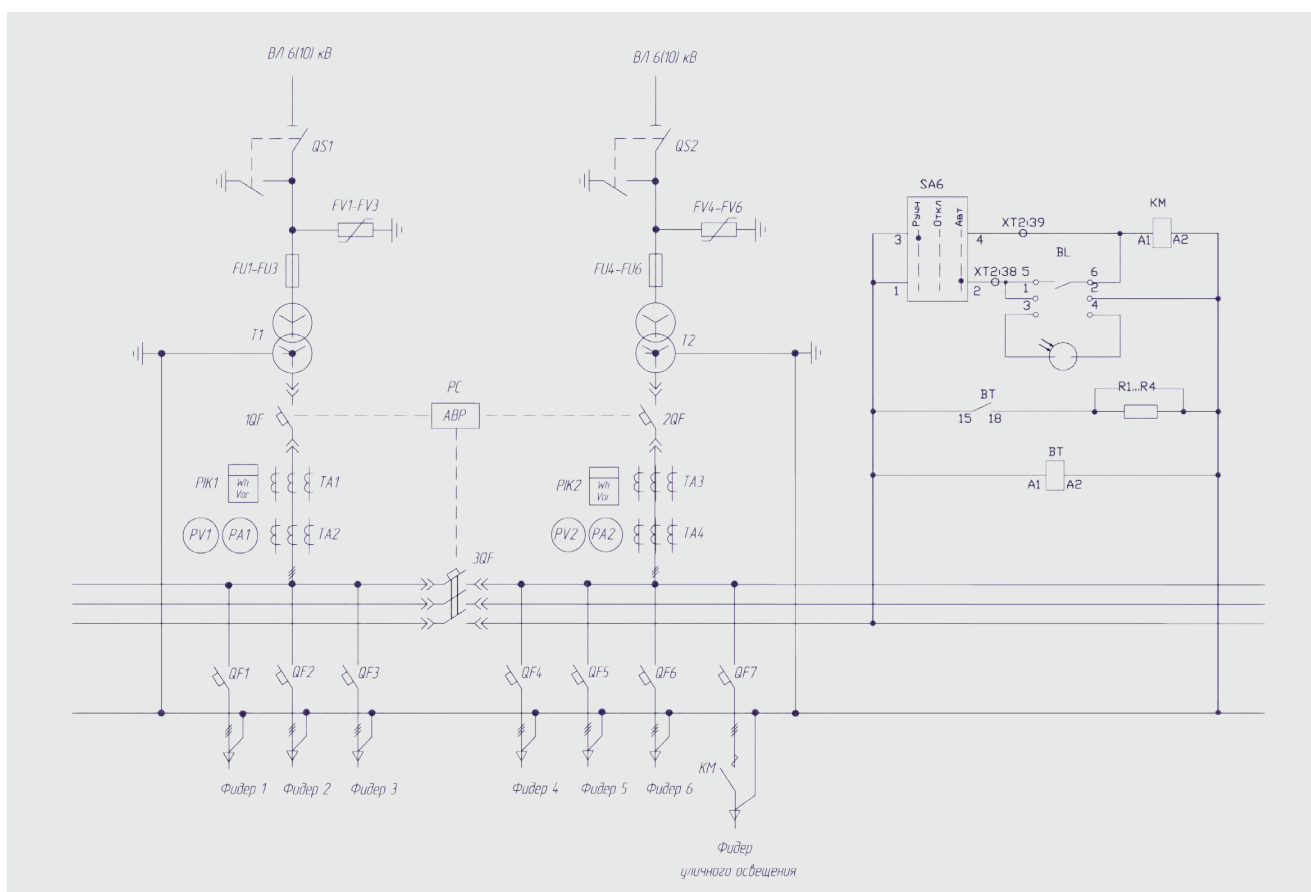 ВЛ 6(10) кВ
ВЛ 6(10) кВ
QS1
QS2
FV1-FV3
FV4-FV6
FU1-FU3
FU4-FU6
T1
T2
РС
АВР
1QF
2QF
PIK1
Wh
Var
TA1
PIK2
Wh
Var
TA3
PV1
PA1
TA2
PV2
PA2
TA4
3QF
QF1
QF2
QF3
QF4
QF5
QF6
QF7
КМ
Фидер 1
Фидер 2
Фидер 3
Фидер 4
Фидер 5
Фидер 6
Фидер
уличного освещения
SA6
Ручн
Откл
Авт
3
4
XT2:39
КМ
A1
A2
BL
1
2
XT2:38
5
6
1
2
3
4
BT
15
18
R1...R4
BT
A1
A2